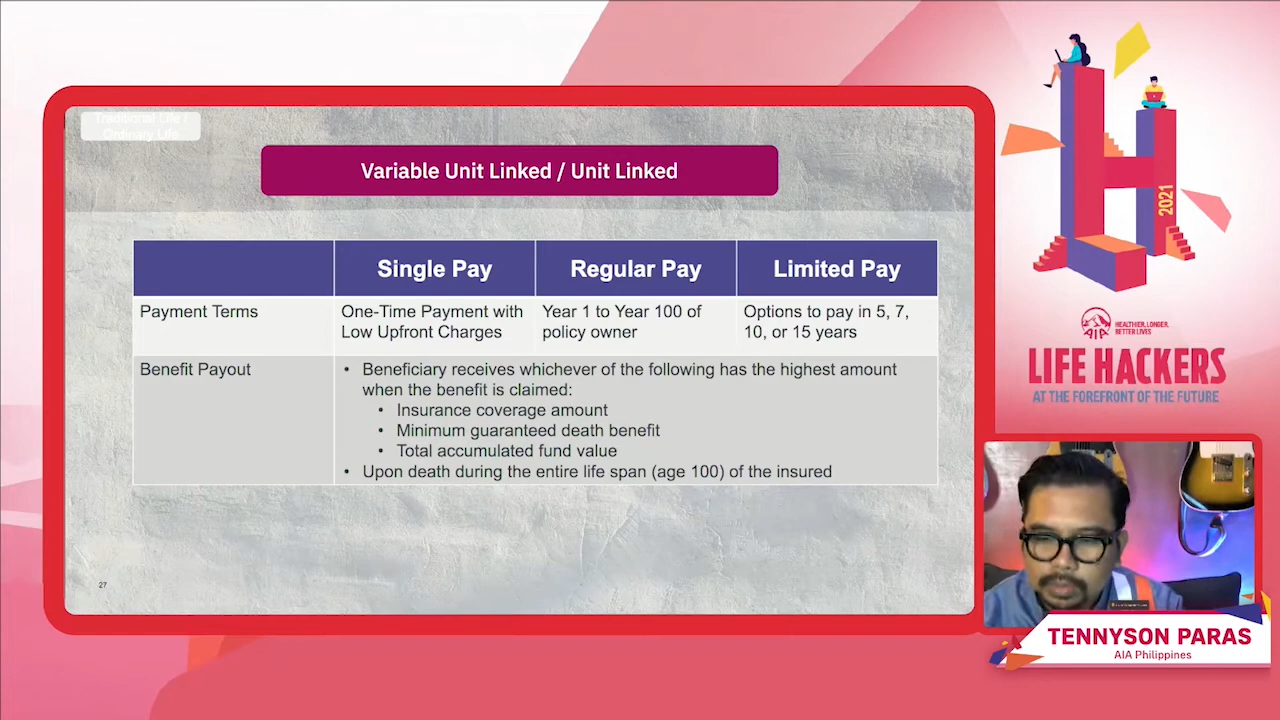 Traditional Life /
Ordinary Life
Variable Unit Linked / Unit Linked
Single Pay
Regular Pay
Limited Pay
Payment Terms
One-Time Payment with
Low Upfront Charges
Year 1 to Year 100 of
policy owner
Options to pay in 5, 7,
10, or 15 years
Benefit Payout
• Beneficiary receives whichever of the following has the highest amount
when the benefit is claimed:
• Insurance coverage amount
• Minimum guaranteed death benefit
• Total accumulated fund value
• Upon death during the entire life span (age 100) of the insured
27
2021
AIA
HEALTHIER, LONGER,
BETTER LIVES
LIFE HACKERS
AT THE FOREFRONT OF THE FUTURE
TENNYSON PARAS
AIA Philippines